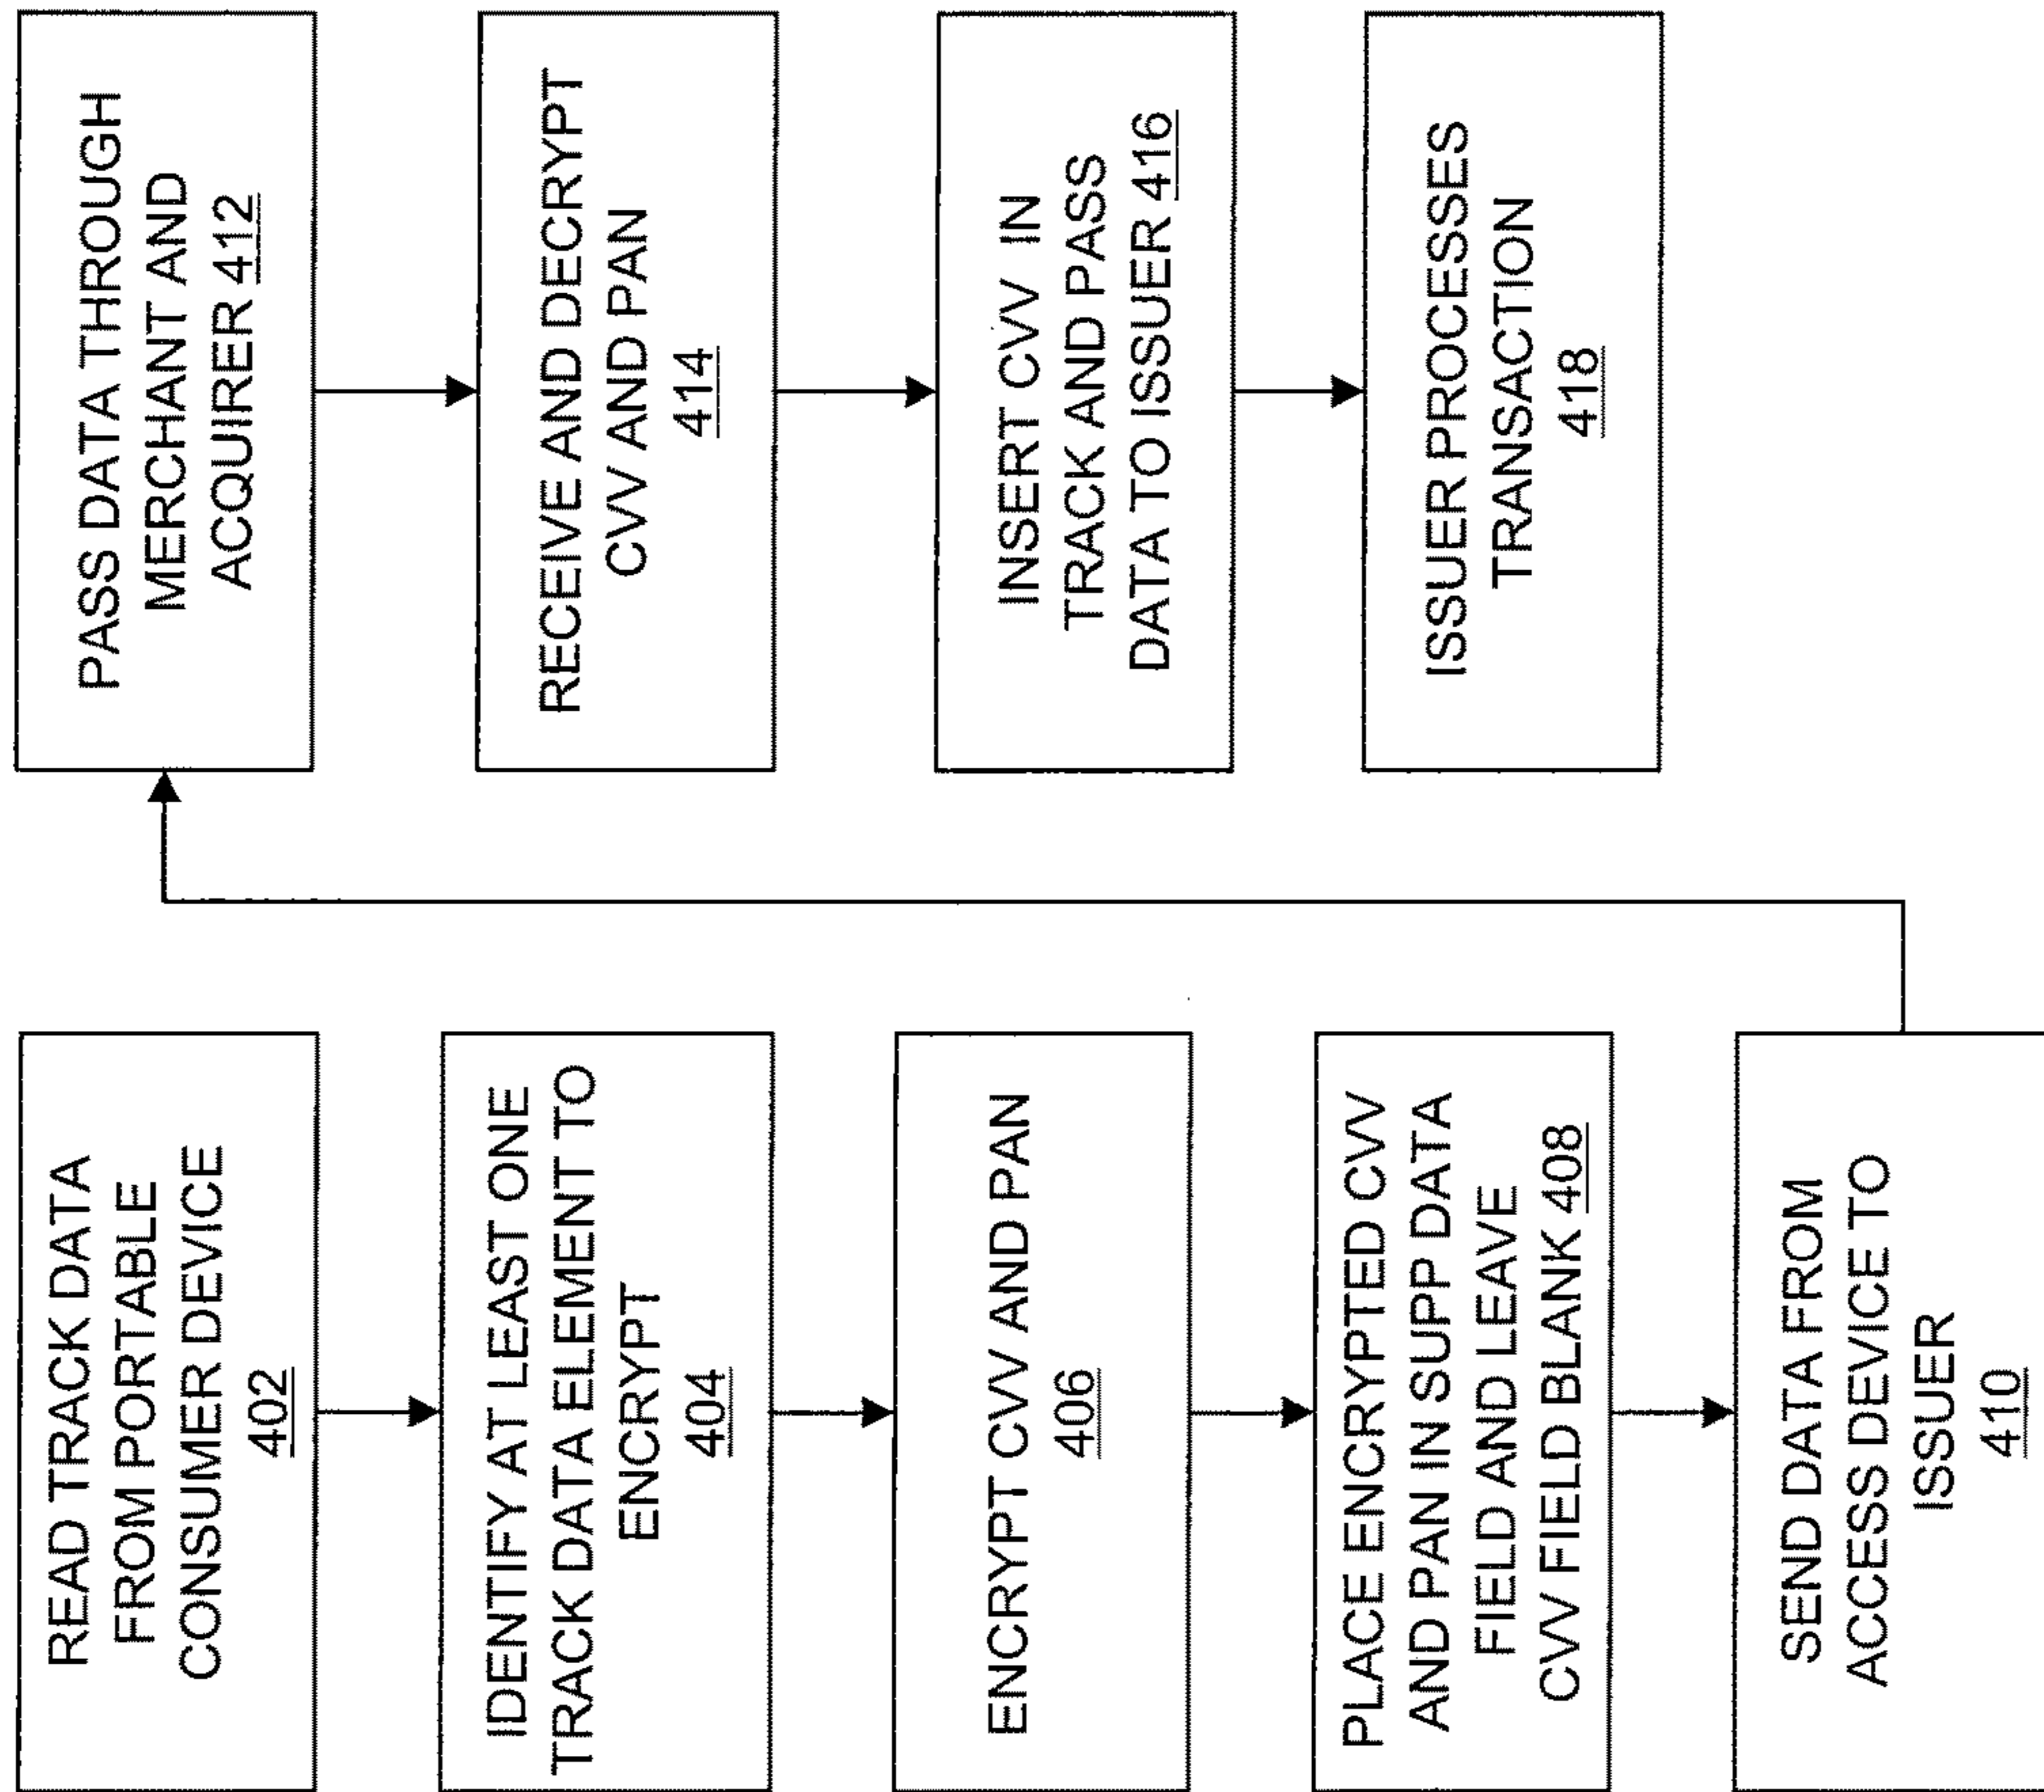 READ TRACK DATA
FROM PORTABLE
CONSUMER DEVICE
402
IDENTIFY AT LEAST ONE
TRACK DATA ELEMENT TO
ENCRYPT
404
ENCRYPT CVV AND PAN
406
PLACE ENCRYPTED CVV
AND PAN IN SUPP DATA
FIELD AND LEAVE
CVV FIELD BLANK 408
SEND DATA FROM
ACCESS DEVICE TO
ISSUER
410
PASS DATA THROUGH
MERCHANT AND
ACQUIRER 412
RECEIVE AND DECRYPT
CVV AND PAN
414
INSERT CVV IN
TRACK AND PASS
DATA TO ISSUER 416
ISSUER PROCESSES
TRANSACTION
418